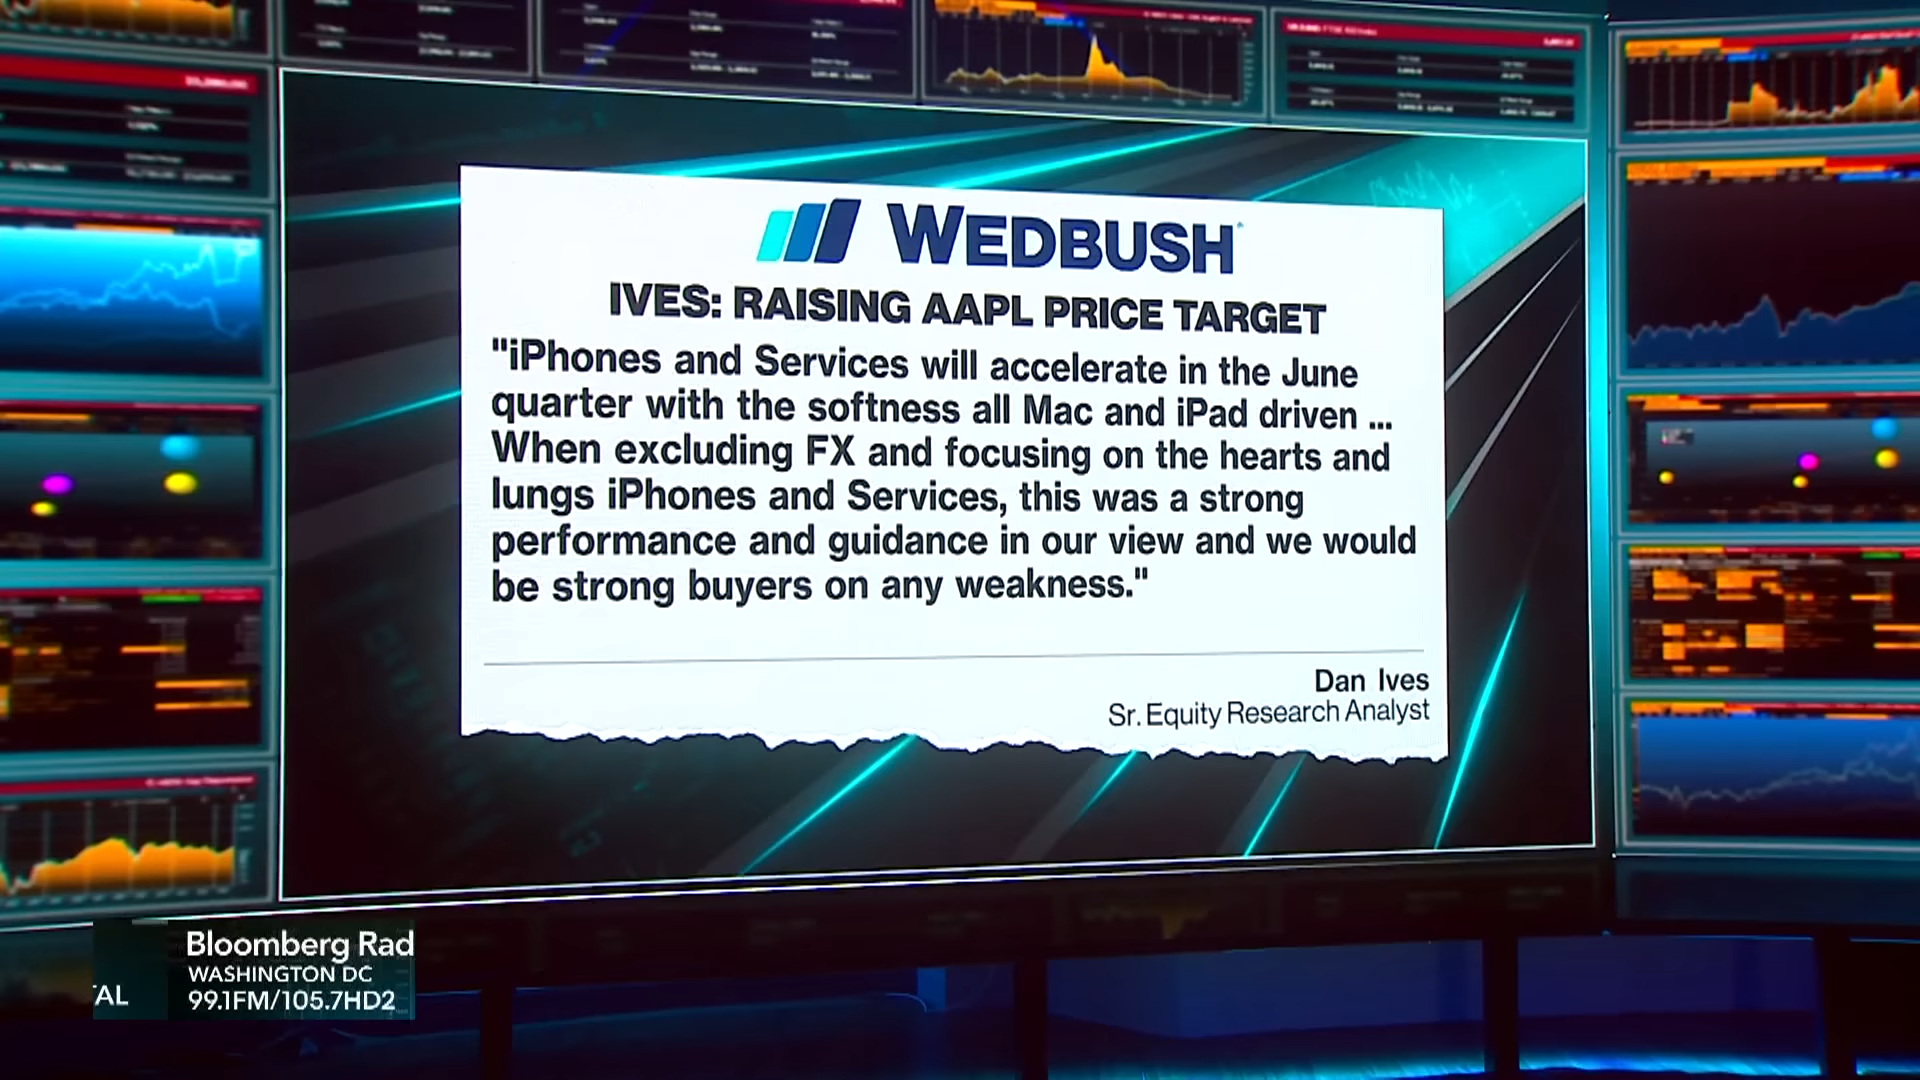 WEDBUSH
IVES: RAISING AAPL PRICE TARGET
"iPhones and Services will accelerate in the June
quarter with the softness all Mac and iPad driven ...
When excluding FX and focusing on the hearts and
lungs iPhones and Services, this was a strong
performance and guidance in our view and we would
be strong buyers on any weakness."
Dan Ives
Sr. Equity Research Analyst
Bloomberg Rad
WASHINGTON DC
99.1FM/105.7HD2
TAL